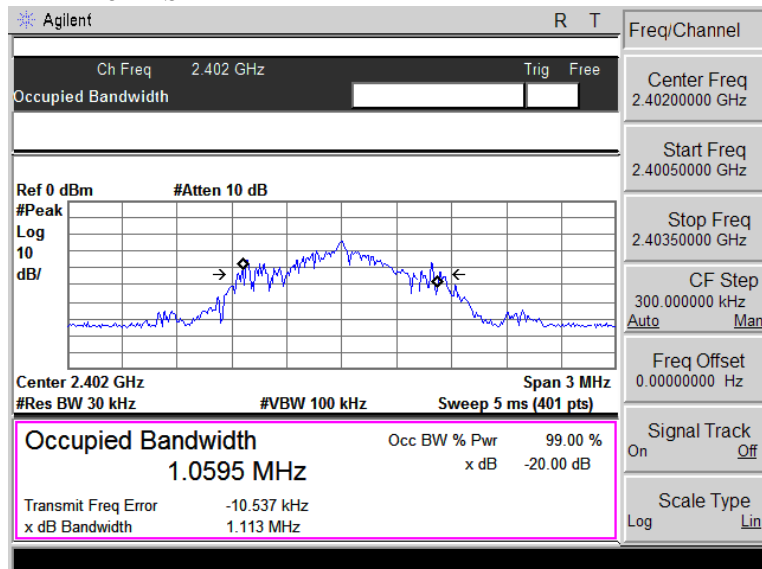 Agilent R T
Ch Freq 2.402 GHz Trig Free
Occupied Bandwidth
Ref 0 dBm #Atten 10 dB
#Peak
Log
10
dB/
Center 2.402 GHz Span 3 MHz
#Res BW 30 kHz #VBW 100 kHz Sweep 5 ms (401 pts)
Occupied Bandwidth Occ BW % Pwr 99.00 %
1.0595 MHz x dB -20.00 dB
Transmit Freq Error -10.537 kHz
x dB Bandwidth 1.113 MHz
Freq/Channel
Center Freq
2.40200000 GHz
Start Freq
2.40050000 GHz
Stop Freq
2.40350000 GHz
CF Step
300.000000 kHz
Auto Man
Freq Offset
0.00000000 Hz
Signal Track
On Off
Scale Type
Log Lin